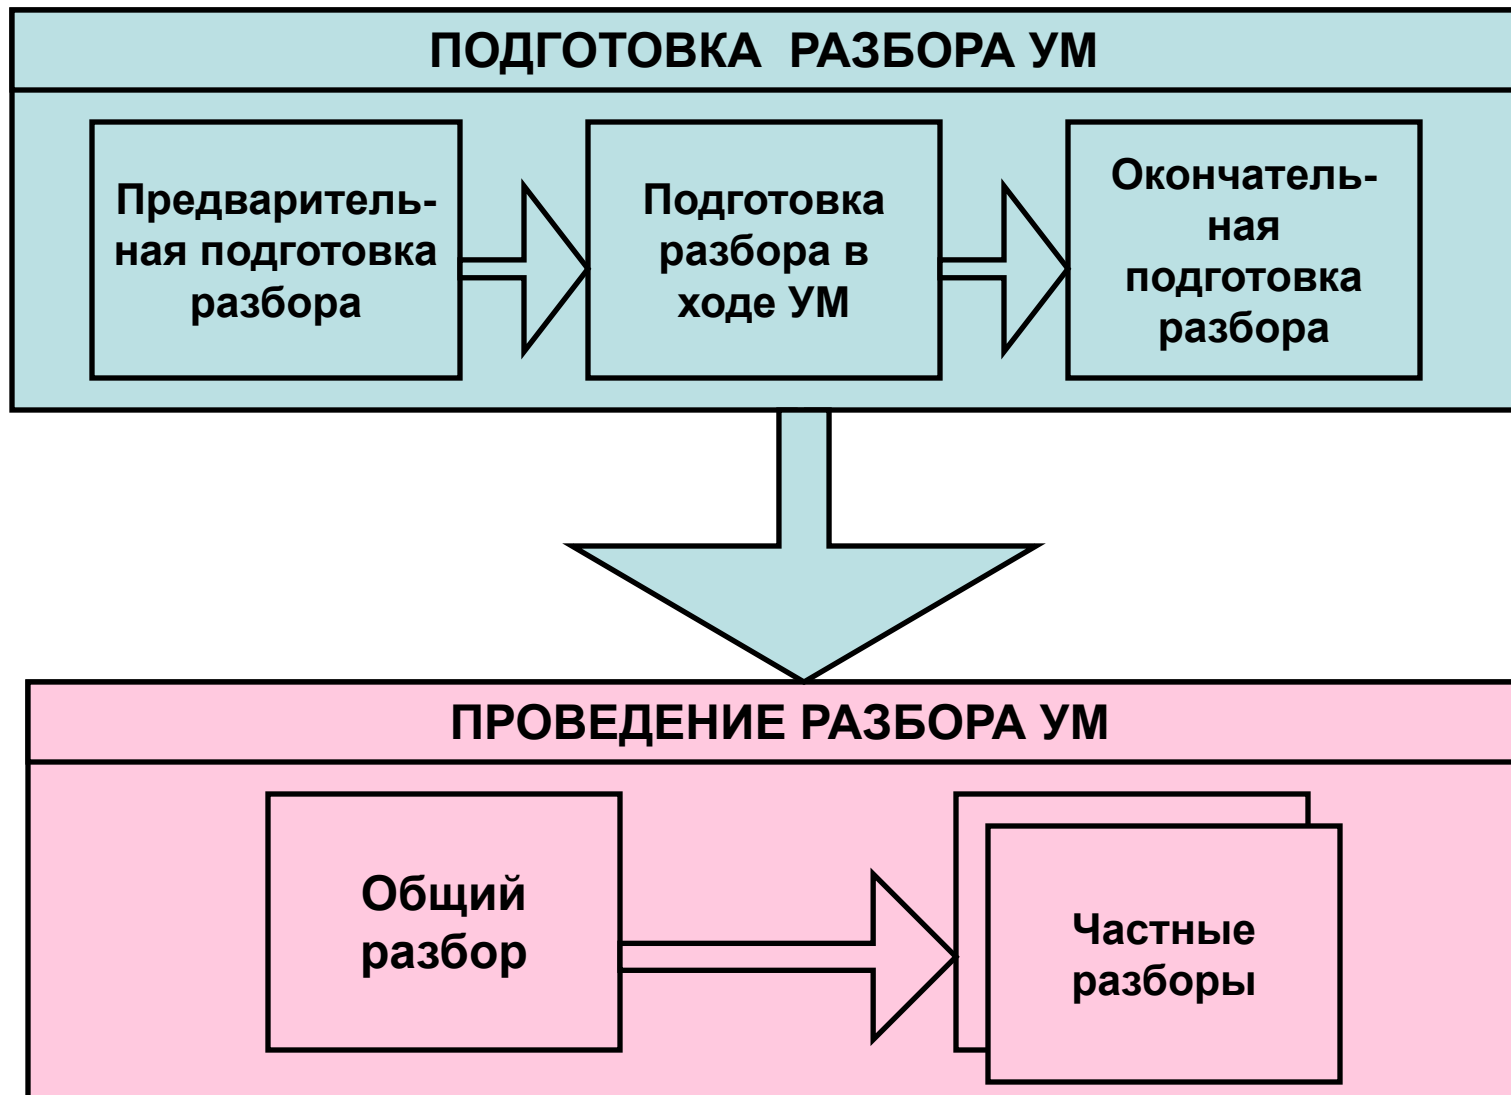 ПОДГОТОВКА РАЗБОРА УМ
Предваритель-
ная подготовка
разбора
Подготовка
разбора в
ходе УМ
Окончатель-
ная
подготовка
разбора
ПРОВЕДЕНИЕ РАЗБОРА УМ
Общий
разбор
Частные
разборы